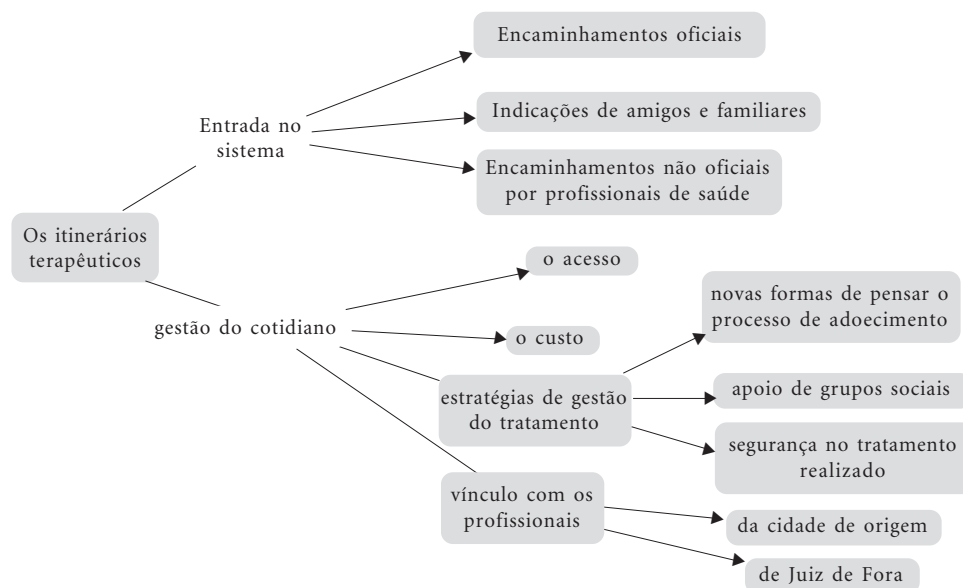 Encaminhamentos oficiais
Entrada no
sistema
Indicações de amigos e familiares
Encaminhamentos não oficiais
por profissionais de saúde
Os itinerários
terapêuticos
gestão do cotidiano
o acesso
o custo
estratégias de gestão
do tratamento
novas formas de pensar o
processo de adoecimento
apoio de grupos sociais
segurança no tratamento
realizado
vínculo com os
profissionais
da cidade de origem
de Juiz de Fora